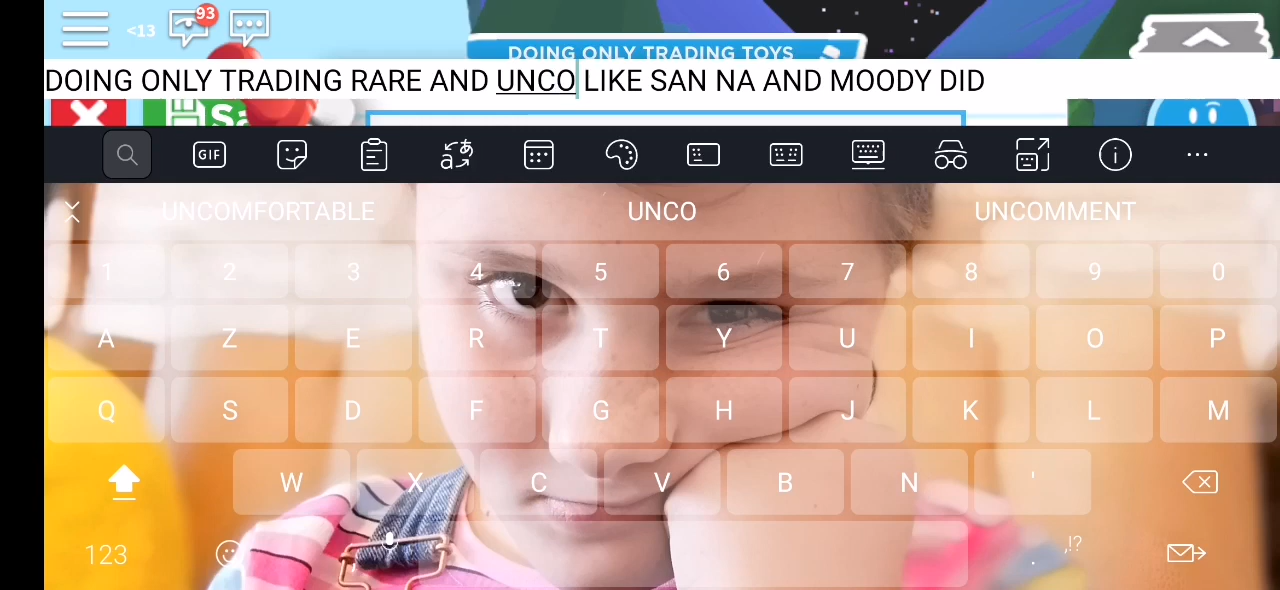 <13
93
DOING ONLY TRADING TOYS
DOING ONLY TRADING RARE AND UNCO LIKE SAN NA AND MOODY DID
Sa
GIF
UNCOMFORTABLE UNCO UNCOMMENT
1 2 3 4 5 6 7 8 9 0
A Z E R T Y U I O P
Q S D F G H J K L M
W X C V B N '
123 , . ,!?